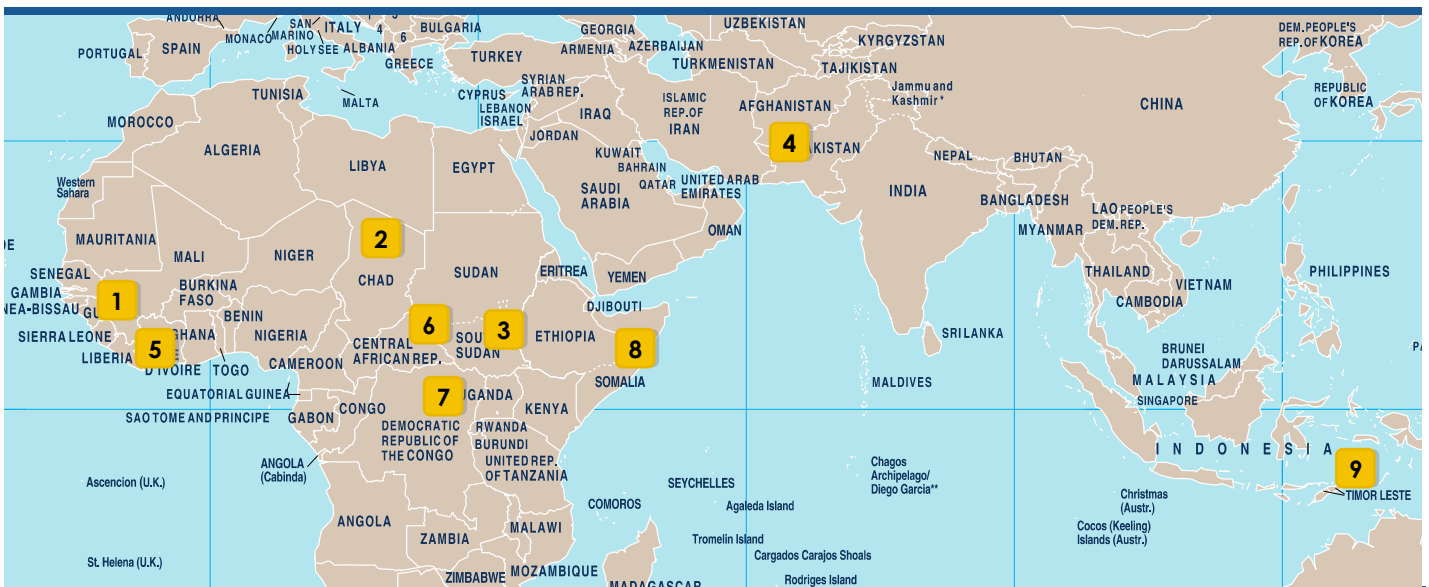 ANDORRA
SAN
MARINO
MONACO
ITALY
4
6
BULGARIA
GEORGIA
UZBEKISTAN
DEM. PEOPLE'S
REP. OF KOREA
PORTUGAL
SPAIN
HOLY SEE
ALBANIA
GREECE
TURKEY
ARMENIA
AZERBAIJAN
TURKMENISTAN
KYRGYZSTAN
TAJIKISTAN
TUNISIA
MALTA
CYPRUS
SYRIAN
ARAB REP.
LEBANON
ISRAEL
IRAQ
ISLAMIC
REP. OF
IRAN
AFGHANISTAN
Jammu and
Kashmir *
CHINA
REPUBLIC
OF KOREA
MOROCCO
ALGERIA
LIBYA
EGYPT
JORDAN
KUWAIT
BAHRAIN
QATAR
UNITED ARAB
EMIRATES
4
AKISTAN
NEPAL
BHUTAN
Western
Sahara
SAUDI
ARABIA
INDIA
BANGLADESH
LAO PEOPLE'S
DEM. REP.
MAURITANIA
MALI
NIGER
2
CHAD
SUDAN
ERITREA
YEMEN
OMAN
MYANMAR
THAILAND
VIETNAM
CAMBODIA
PHILIPPINES
SENEGAL
GAMBIA
NEA-BISSAU
GU
1
BURKINA
FASO
BENIN
DJIBOUTI
SIERRA LEONE
LIBERIA
5
GHANA
E
D'IVOIRE
TOGO
NIGERIA
CAMEROON
CENTRAL
AFRICAN REP.
6
SOU
SUDAN
3
ETHIOPIA
8
SOMALIA
SRI LANKA
BRUNEI
DARUSSALAM
MALAYSIA
SINGAPORE
MALDIVES
EQUATORIAL GUINEA
SAO TOME AND PRINCIPE
GABON
CONGO
7
UGANDA
KENYA
DEMOCRATIC
REPUBLIC OF
THE CONGO
RWANDA
BURUNDI
UNITED REP.
OF TANZANIA
INDONESIA
9
TIMOR LESTE
ANGOLA
(Cabinda)
Ascencion (U.K.)
SEYCHELLES
Chagos
Archipelago/
Diego Garcia**
Christmas
(Austr.)
Cocos (Keeling)
Islands (Austr.)
COMOROS
Agaleda Island
ANGOLA
ZAMBIA
MALAWI
Tromelin Island
Cargados Carajos Shoals
St. Helena (U.K.)
ZIMBABWE
MOZAMBIQUE
MADAGASCAR
Rodriges Island